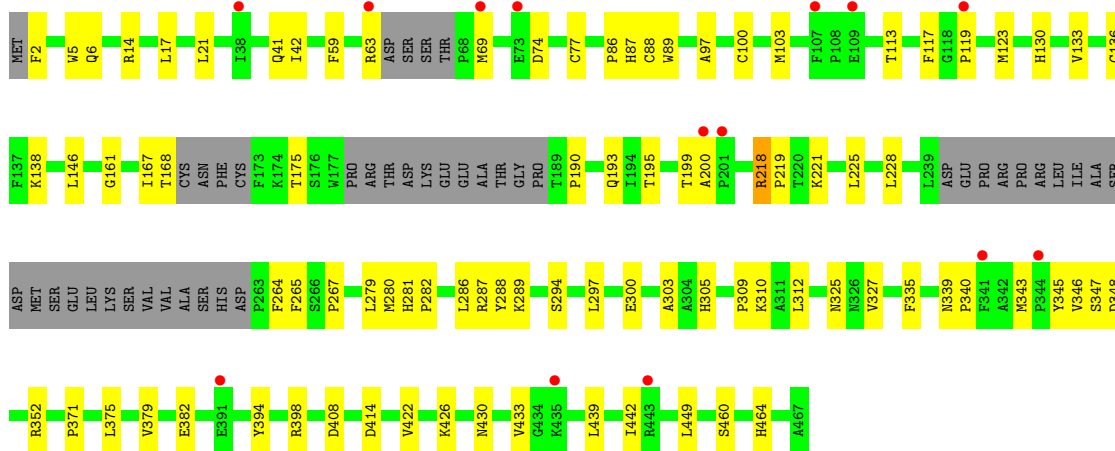 MET F2 W5 Q6 R14 L17 L21 I38 Q41 I42 F59 R63 ASP SER SER THR P68 M69 E73 D74 C77 P86 H87 C88 W89 A97 C100 M103 F107 P108 E109 T113 F117 G118 P119 M123 H130 V133
F137 K138 L146 G161 I167 T168 CYS ASN PHE CYS F173 K174 T175 S176 W177 PRO ARG THR ASP LYS GLU GLU ALA THR GLY PRO T189 P190 Q193 I194 T195 T199 A200 P201 R218 P219 T220 K221 L225 L228 L239 ASP GLU PRO ARG PRO ARG LEU ILE ALA SER
ASP MET SER GLU LEU LYS SER VAL VAL ALA SER HIS ASP P263 F264 F265 S266 P267 L279 M280 H281 P282 L286 R287 Y288 K289 S294 L297 E300 A303 A304 H305 P309 K310 A311 L312 N325 N326 V327 F335 N339 P340 F341 A342 M343 P344 Y345 V346 S347
R352 P371 L375 V379 E382 E391 Y394 R398 D408 D414 V422 K426 N430 V433 G434 K435 L439 I442 R443 L449 S460 H464 A467